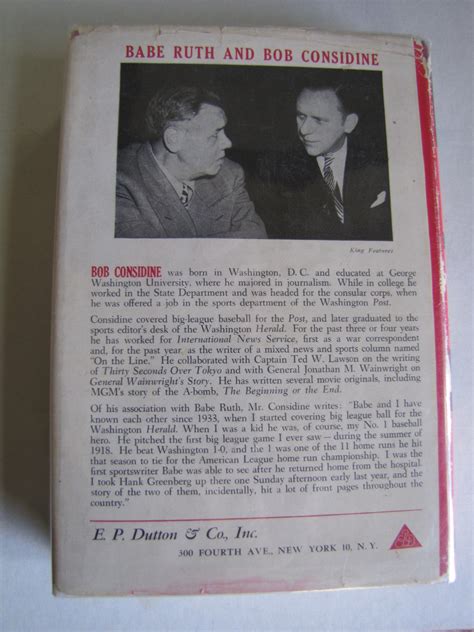 BABE RUTH AND BOB CONSIDINE
King Features
BOB CONSIDINE was born in Washington, D. C. and educated at George
Washington University, where he majored in journalism. While in college he
worked in the State Department and was headed for the consular corps, when
he was offered a job in the sports department of the Washington Post.
Considine covered big-league baseball for the Post, and later graduated to the
sports editor's desk of the Washington Herald. For the past three or four years
he has worked for International News Service, first as a war correspondent
and, for the past year, as the writer of a mixed news and sports column named
"On the Line." He collaborated with Captain Ted W. Lawson on the writing
of Thirty Seconds Over Tokyo and with General Jonathan M. Wainwright on
General Wainwright's Story. He has written several movie originals, including
MGM's story of the A-bomb, The Beginning or the End.
Of his association with Babe Ruth, Mr. Considine writes: "Babe and I have
known each other since 1933, when I started covering big league ball for the
Washington Herald. When I was a kid he was, of course, my No. 1 baseball
hero. He pitched the first big league game I ever saw—during the summer of
1918. He beat Washington 1-0, and the 1 was one of the 11 home runs he hit
that season to tie for the American League home run championship. I was the
first sportswriter Babe was able to see after he returned home from the hospital.
I took Hank Greenberg up there one Sunday afternoon early last year, and the
story of the two of them, incidentally, hit a lot of front pages throughout the
country."
E. P. Dutton & Co., Inc.
300 FOURTH AVE., NEW YORK 10, N. Y.